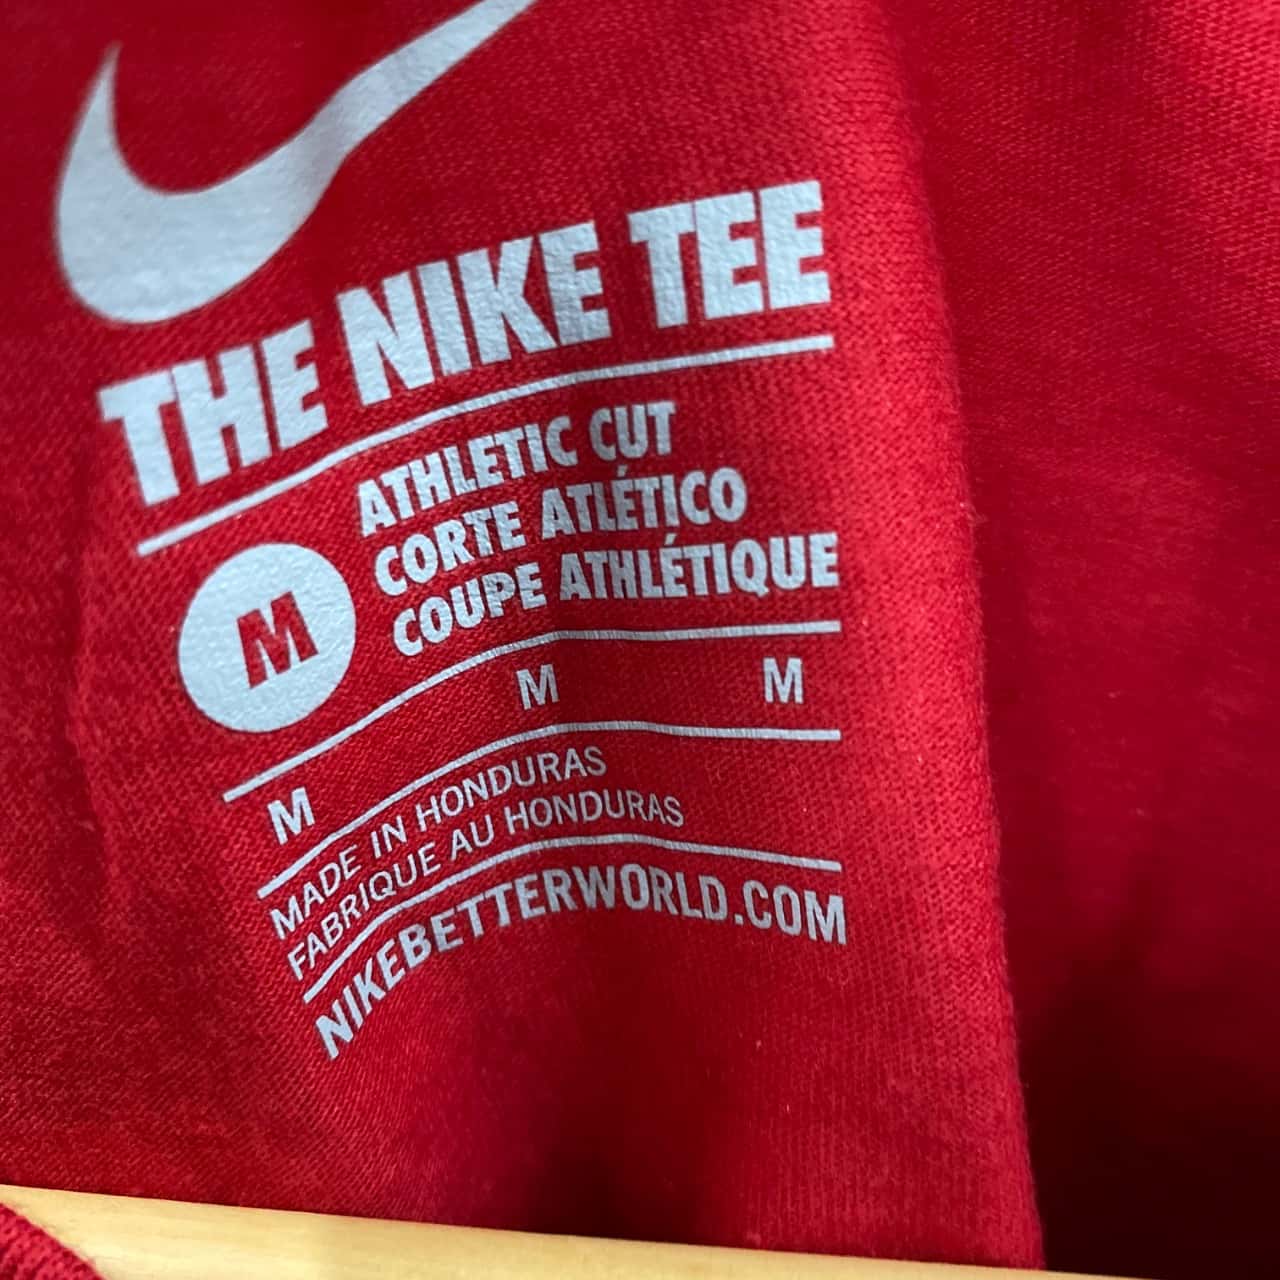 THE NIKE TEE
ATHLETIC CUT
CORTE ATLÉTICO
COUPE ATHLÉTIQUE
M
M M M
MADE IN HONDURAS
FABRIQUE AU HONDURAS
NIKEBETTERWORLD.COM